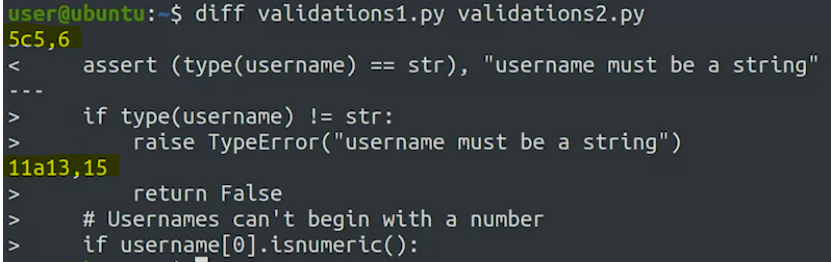 user@ubuntu:~$ diff validations1.py validations2.py
5c5,6
<     assert (type(username) == str), "username must be a string"
---
>     if type(username) != str:
>         raise TypeError("username must be a string")
11a13,15
>         return False
>     # Usernames can't begin with a number
>     if username[0].isnumeric():